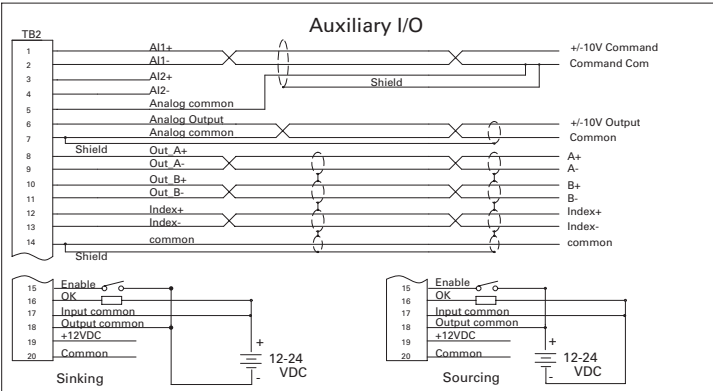 Auxiliary I/O
TB2
1 AI1+ +/-10V Command
2 AI1- Command Com
3 AI2+ Shield
4 AI2-
5 Analog common
6 Analog Output +/-10V Output
7 Analog common Common
Shield
8 Out_A+ A+
9 Out_A- A-
10 Out_B+ B+
11 Out_B- B-
12 Index+ Index+
13 Index- Index-
14 common common
Shield
15 Enable
16 OK
17 Input common
18 Output common
19 +12VDC
20 Common
+
12-24
VDC
-
Sinking
15 Enable
16 OK
17 Input common
18 Output common
19 +12VDC
20 Common
+
12-24
VDC
-
Sourcing